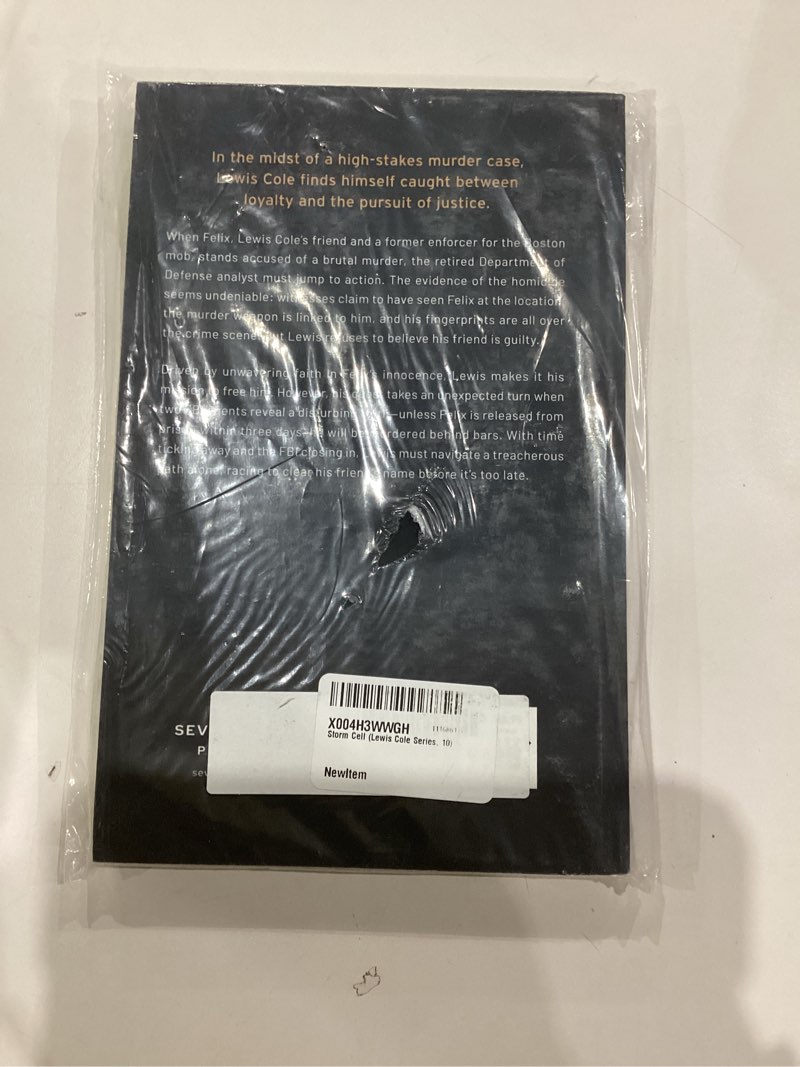 In the midst of a high-stakes murder case,
Lewis Cole finds himself caught between
loyalty and the pursuit of justice.
When Felix, Lewis Cole's friend and a former enforcer for the Boston
mob, stands accused of a brutal murder, the retired Department of
Defense analyst must jump to action. The evidence of the homicide
seems undeniable: witnesses claim to have seen Felix at the location,
the murder weapon is linked to him, and his fingerprints are all over
the crime scene. But Lewis refuses to believe his friend is guilty.
Driven by unwavering faith in Felix's innocence, Lewis makes it his
mission to free him. However, his takes an unexpected turn when
two reveal a disturbing unless Felix is released from
prison within three days—he will be murdered behind bars. With time
ticking away and the FBI closing in, Lewis must navigate a treacherous
path alone, racing to clear his friend's name before it's too late.
SEV
P
sev
X004H3WWGH
Storm Cell (Lewis Cole Series, 10)
NewItem